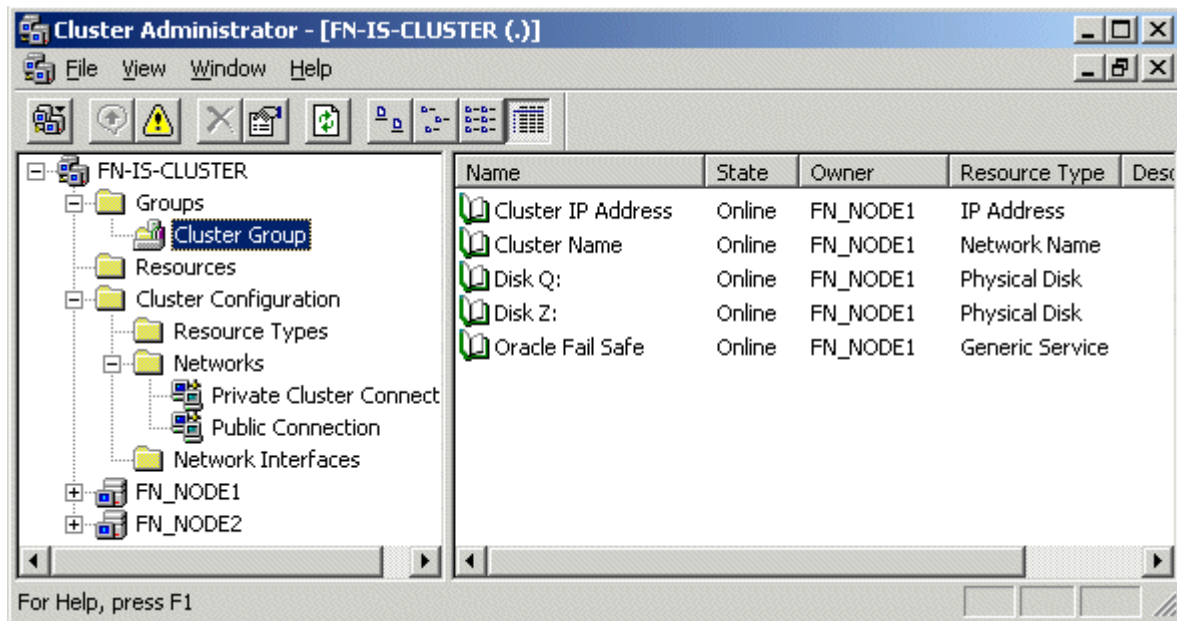 Cluster Administrator - [FN-IS-CLUSTER (.)]
File View Window Help
FN-IS-CLUSTER
Groups
Cluster Group
Resources
Cluster Configuration
Resource Types
Networks
Private Cluster Connect
Public Connection
Network Interfaces
FN_NODE1
FN_NODE2
Name State Owner Resource Type Desc
Cluster IP Address Online FN_NODE1 IP Address
Cluster Name Online FN_NODE1 Network Name
Disk Q: Online FN_NODE1 Physical Disk
Disk Z: Online FN_NODE1 Physical Disk
Oracle Fail Safe Online FN_NODE1 Generic Service
For Help, press F1